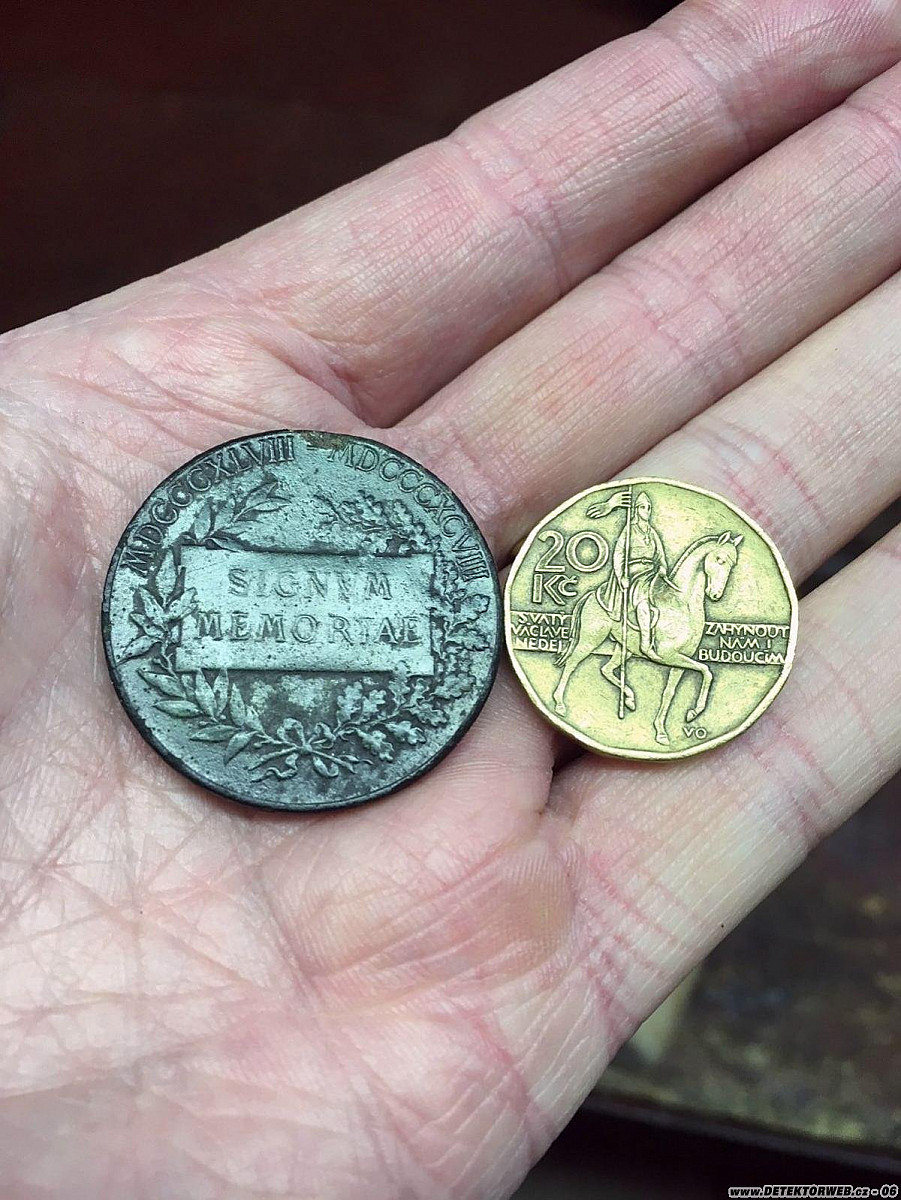 MDCCCXLVIII - MDCCCXCVIII
SIGNVM
MEMORIAE
20
Kč
SVATÝ
VÁCLAVE
NEDEJ
ZAHYNOUT
NÁM I
BUDOUCÍM
VO
www.DETEKTORWEB.cz - 06